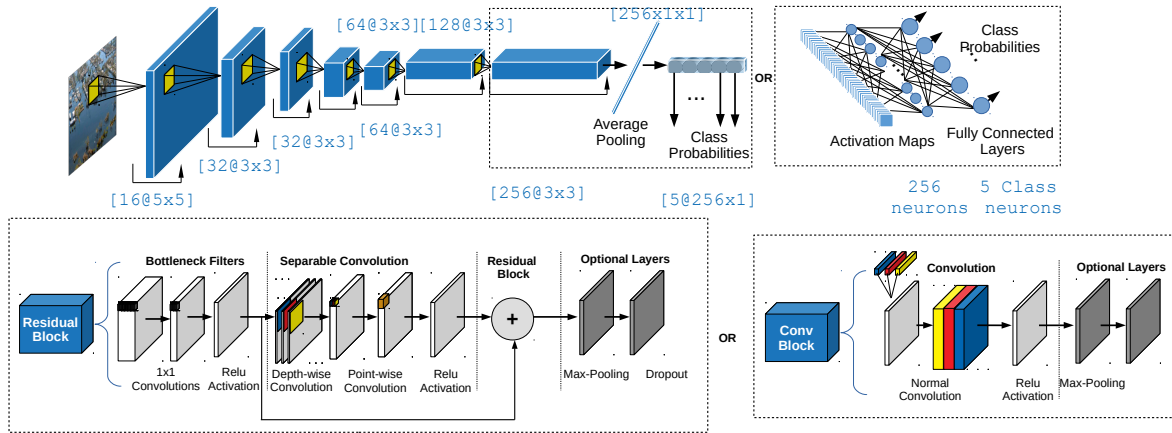 [256x1x1]
[64@3x3]
[128@3x3]
[32@3x3]
[32@3x3]
[64@3x3]
[16@5x5]
Average
Pooling
...
Class
Probabilities
OR
Class
Probabilities
Activation Maps
Fully Connected
Layers
[256@3x3]
[5@256x1]
256
neurons
5 Class
neurons
Residual
Block
Bottleneck Filters
Separable Convolution
Residual
Block
Optional Layers
+
1x1
Convolutions
Relu
Activation
Depth-wise
Convolution
Point-wise
Convolution
Relu
Activation
Max-Pooling
Dropout
OR
Conv
Block
Convolution
Optional Layers
Normal
Convolution
Relu
Activation
Max-Pooling